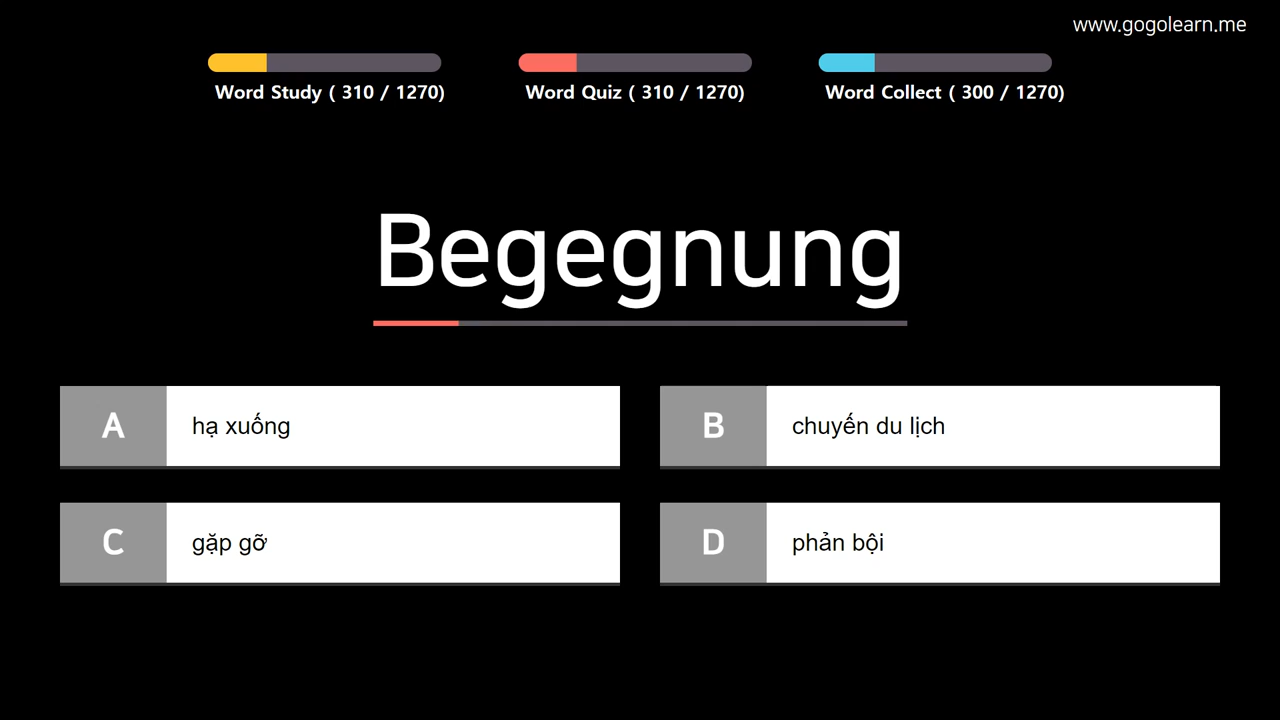 www.gogolearn.me
Word Study ( 310 / 1270)
Word Quiz ( 310 / 1270)
Word Collect ( 300 / 1270)
Begegnung
A hạ xuống
B chuyến du lịch
C gặp gỡ
D phản bội